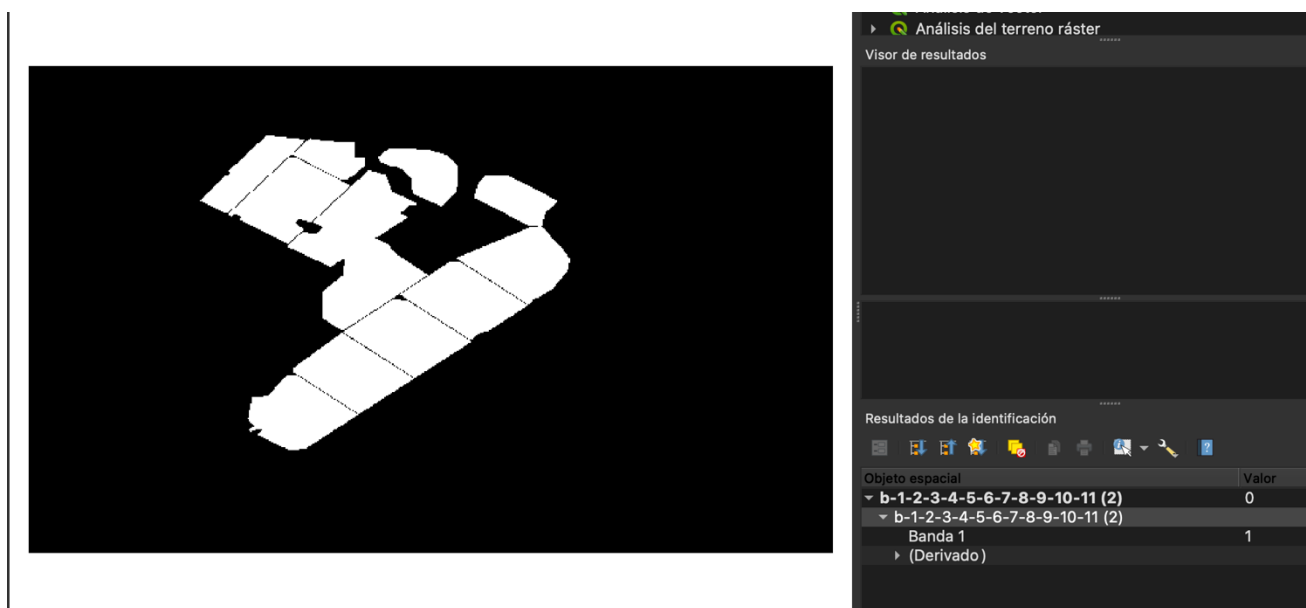 Análisis del terreno ráster
Visor de resultados
Resultados de la identificación
Objeto espacial Valor
b-1-2-3-4-5-6-7-8-9-10-11 (2) 0
b-1-2-3-4-5-6-7-8-9-10-11 (2)
Banda 1 1
(Derivado)